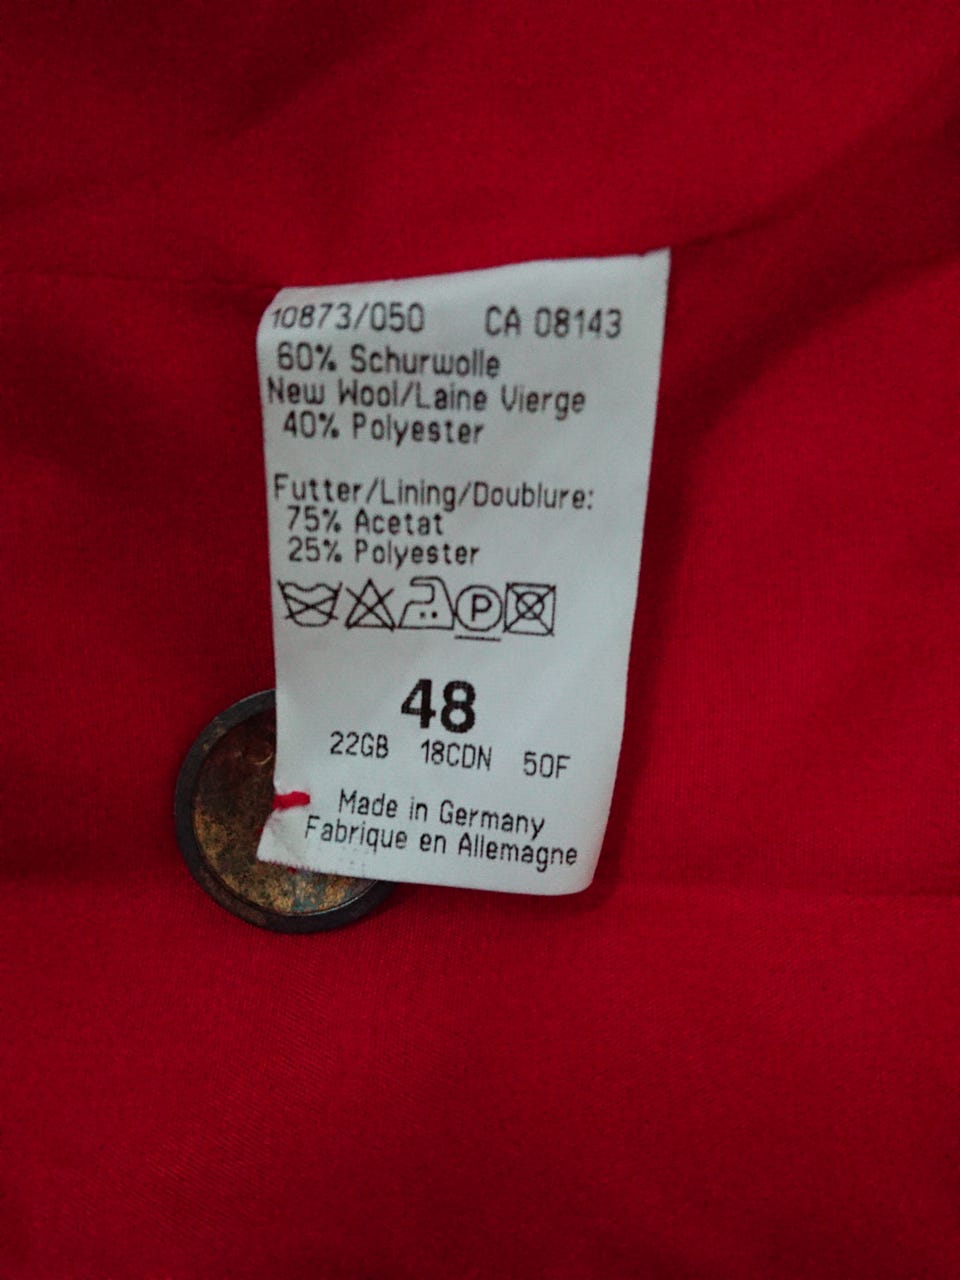 10873/050 CA 08143
60% Schurwolle
New Wool/Laine Vierge
40% Polyester
Futter/Lining/Doublure:
75% Acetat
25% Polyester
P
48
22GB 18CDN 50F
Made in Germany
Fabrique en Allemagne